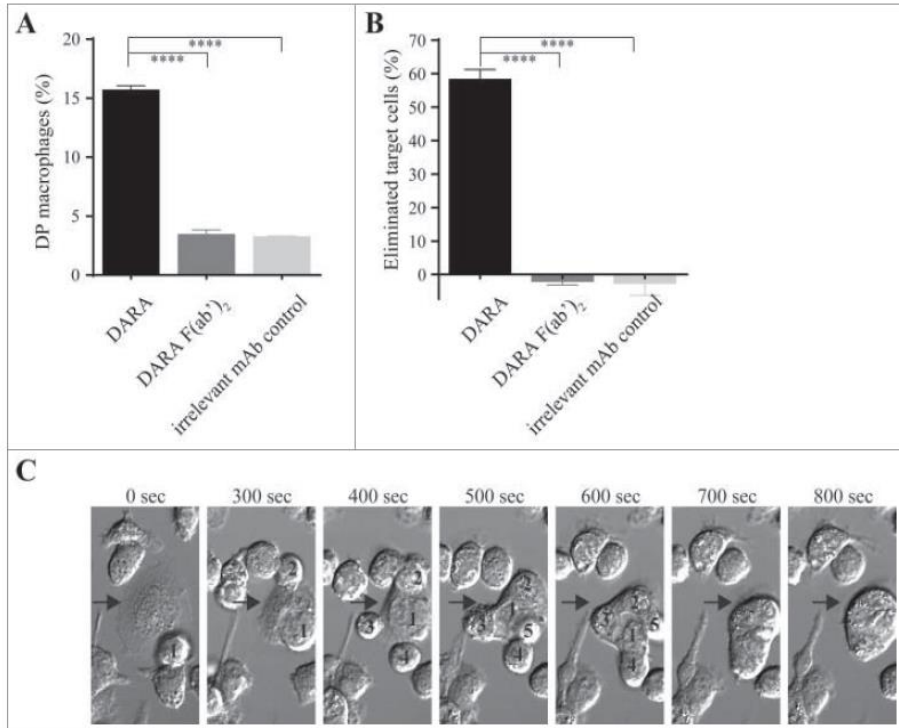 A
B
20
15
10
5
0
DP macrophages (%)
****
****
DARA
DARA F(ab’)₂
irrelevant mAb control
70
60
50
40
30
20
10
0
Eliminated target cells (%)
****
****
DARA
DARA F(ab’)₂
irrelevant mAb control
C
0 sec 300 sec 400 sec 500 sec 600 sec 700 sec 800 sec
1
1
2
1
2
3
4
1
3
4
5
1
3
4
5